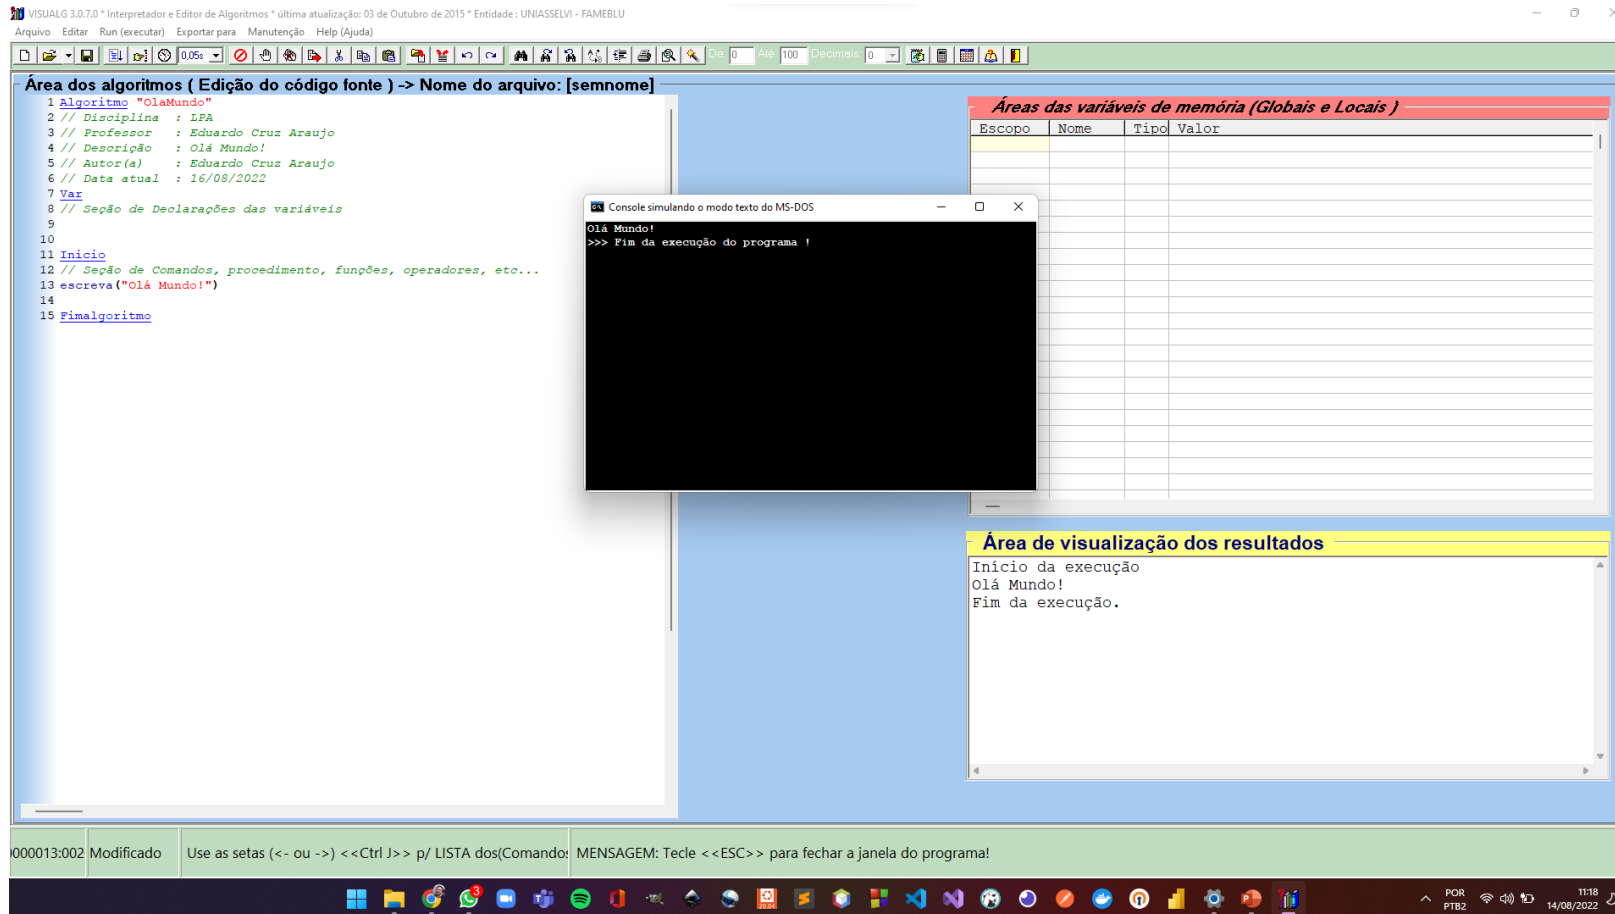 VISUALG 3.0.7.0 * Interpretador e Editor de Algoritmos * última atualização: 03 de Outubro de 2015 * Entidade : UNIASSELVI - FAMEBLU
Arquivo Editar Run (executar) Exportar para Manutenção Help (Ajuda)
0,05s De: 0 Até: 100 Decimais 0
Área dos algoritmos ( Edição do código fonte ) -> Nome do arquivo: [semnome]
1 Algoritmo "OlaMundo"
2 // Disciplina : LPA
3 // Professor : Eduardo Cruz Araujo
4 // Descrição : Olá Mundo!
5 // Autor(a) : Eduardo Cruz Araujo
6 // Data atual : 16/08/2022
7 Var
8 // Seção de Declarações das variáveis
9
10
11 Inicio
12 // Seção de Comandos, procedimento, funções, operadores, etc...
13 escreva("Olá Mundo!")
14
15 Fimalgoritmo
Console simulando o modo texto do MS-DOS
Olá Mundo!
>>> Fim da execução do programa !
Áreas das variáveis de memória (Globais e Locais )
Escopo Nome Tipo Valor
Área de visualização dos resultados
Início da execução
Olá Mundo!
Fim da execução.
000013:002 Modificado Use as setas (<- ou ->) <<Ctrl J>> p/ LISTA dos(Comandos MENSAGEM: Tecle <<ESC>> para fechar a janela do programa!
3
20.04
POR
PTB2
11:18
14/08/2022